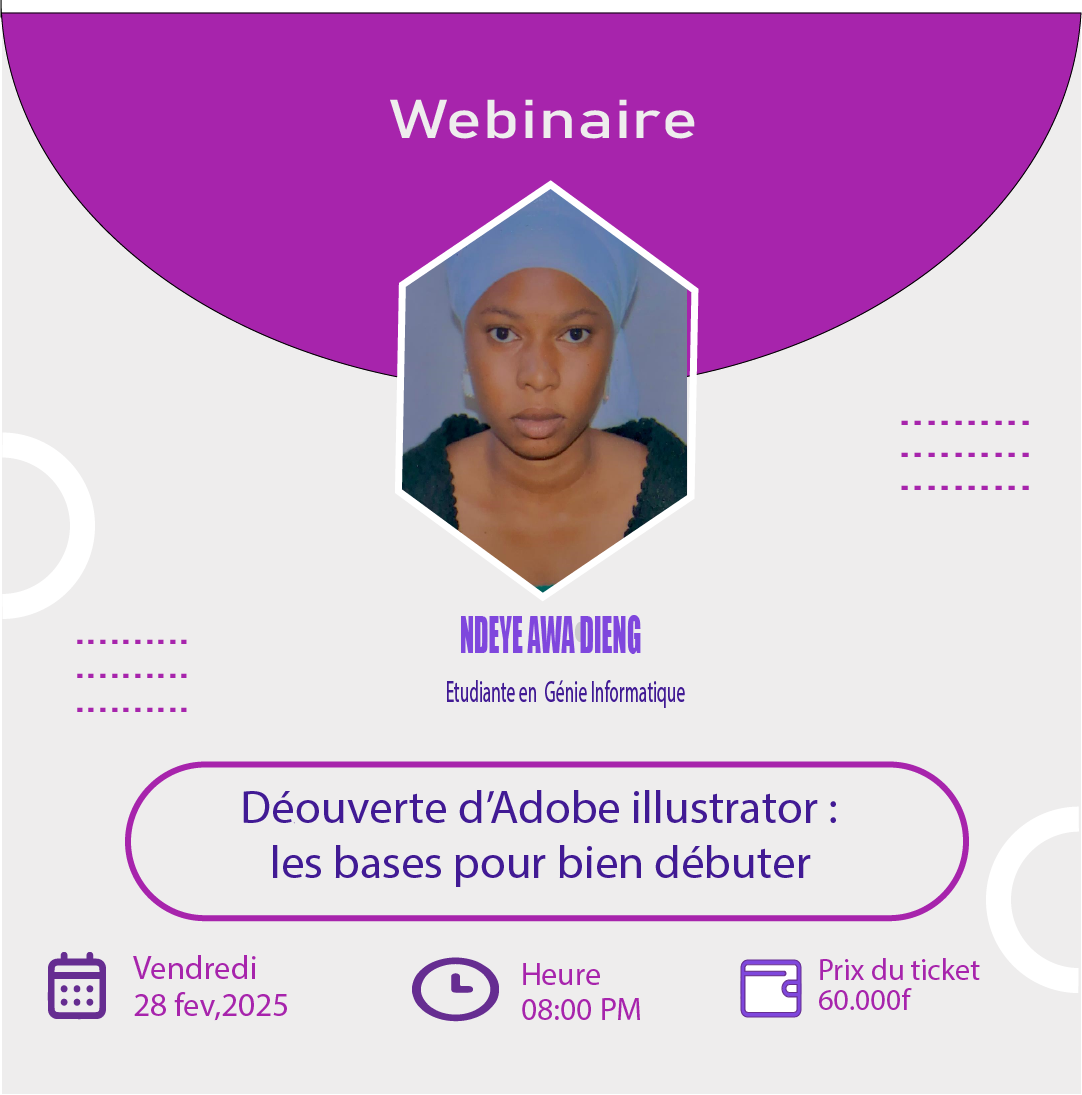 Webinaire
NDEYE AWA DIENG
Etudiante en Génie Informatique
Déouverte d’Adobe illustrator :
les bases pour bien débuter
Vendredi
28 fev,2025
Heure
08:00 PM
Prix du ticket
60.000f